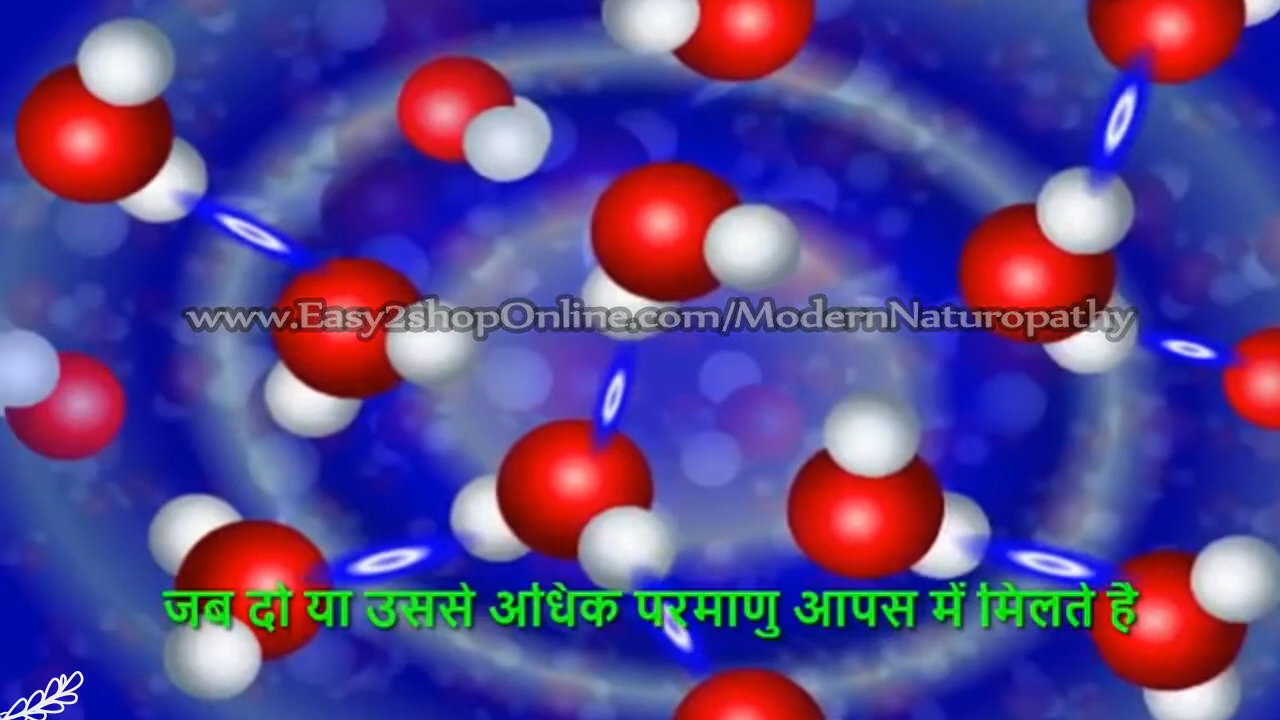 www.Easy2shopOnline.com/ModernNaturopathy
जब दो या उससे अधिक परमाणु आपस में मिलते है